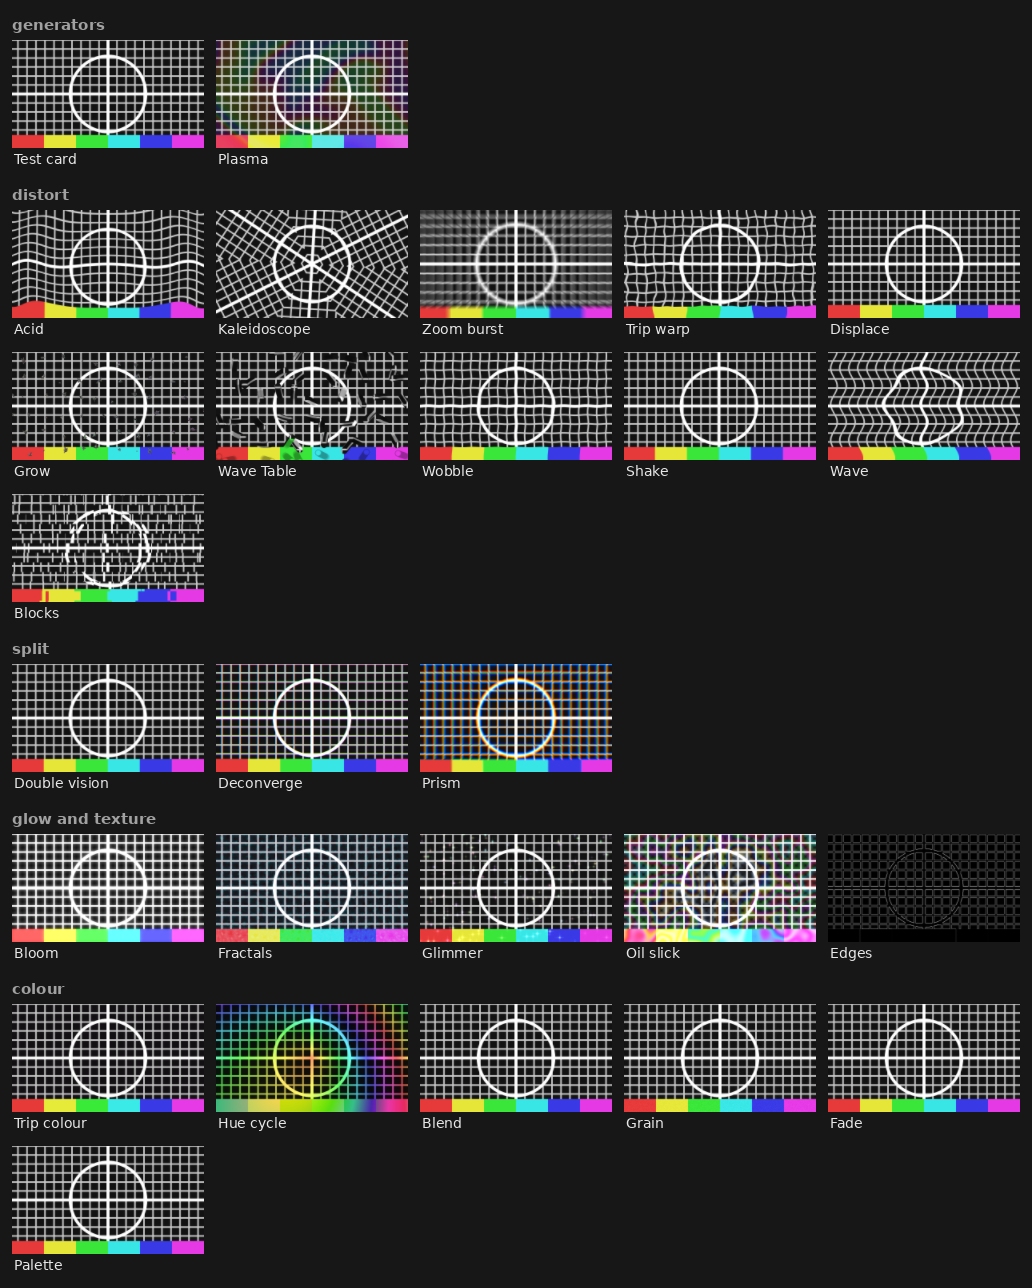 generators
Test card Plasma
distort
Acid Kaleidoscope Zoom burst Trip warp Displace
Grow Wave Table Wobble Shake Wave
Blocks
split
Double vision Deconverge Prism
glow and texture
Bloom Fractals Glimmer Oil slick Edges
colour
Trip colour Hue cycle Blend Grain Fade
Palette